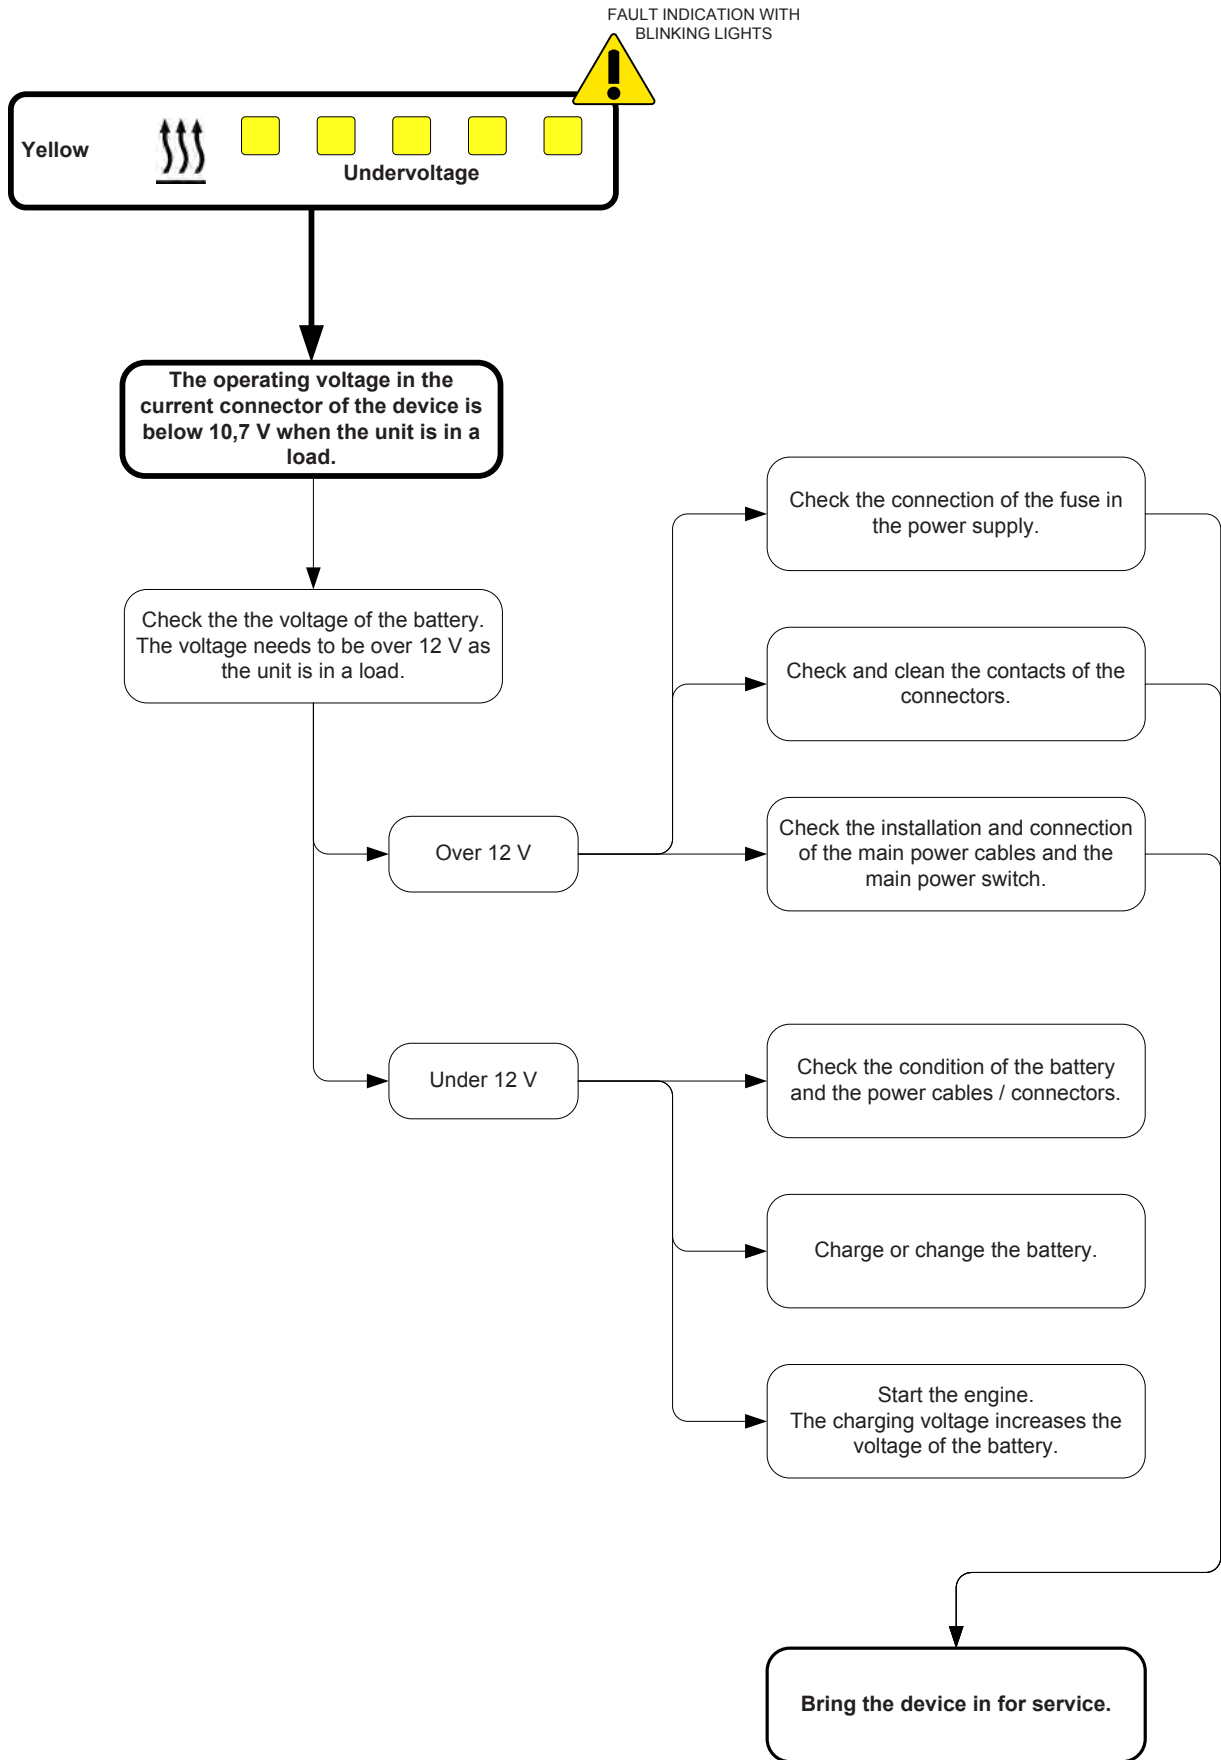 FAULT INDICATION WITH
BLINKING LIGHTS
Yellow
Undervoltage
The operating voltage in the
current connector of the device is
below 10,7 V when the unit is in a
load.
Check the connection of the fuse in
the power supply.
Check the the voltage of the battery.
The voltage needs to be over 12 V as
the unit is in a load.
Check and clean the contacts of the
connectors.
Over 12 V
Check the installation and connection
of the main power cables and the
main power switch.
Under 12 V
Check the condition of the battery
and the power cables / connectors.
Charge or change the battery.
Start the engine.
The charging voltage increases the
voltage of the battery.
Bring the device in for service.